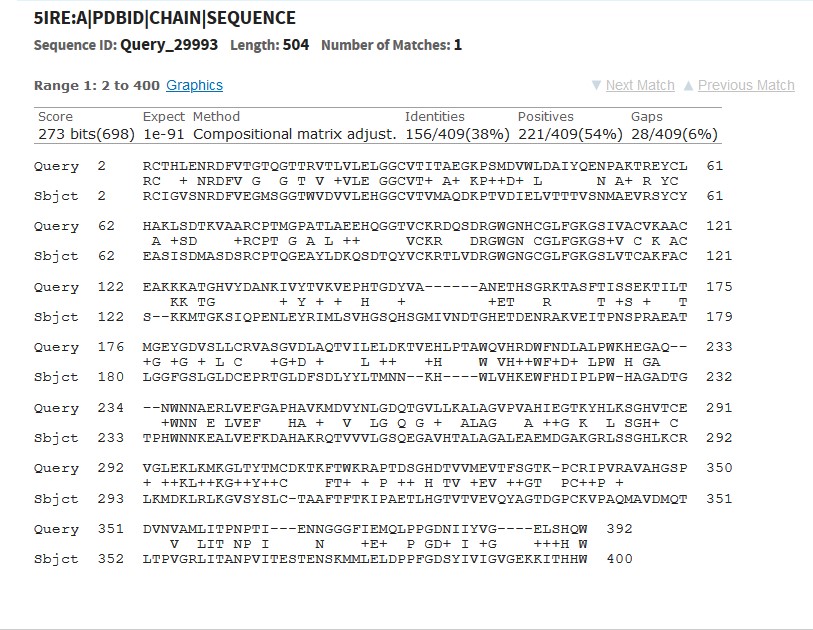 5IRE:A|PDBID|CHAIN|SEQUENCE
Sequence ID: Query_29993 Length: 504 Number of Matches: 1
Range 1: 2 to 400 Graphics
▼ Next Match ▲ Previous Match
Score Expect Method Identities Positives Gaps
273 bits(698) 1e-91 Compositional matrix adjust. 156/409(38%) 221/409(54%) 28/409(6%)
Query 2 RCTHLENRDFVTGTQGTTRVTLVLELGGCVTITAEGKPSMDVWLDAIYQENPAKTREYCL 61
RC + NRDFV G G T V +VLE GGCVT+ A+ KP++D+ L N A+ R YC
Sbjct 2 RCIGVSNRDFVEGMSGGTWVDVVLEHGGCVTVMAQDKPTVDIELVTTTVSNMAEVRSYCY 61
Query 62 HAKLSDTKVAARCPTMGPATLAEEHQGGTVCKRDQSDRGWGNHCGLFGKGSIVACVKAAC 121
A +SD +RCPT G A L ++ VCKR DRGWGN CGLFGKGS+V C K AC
Sbjct 62 EASISDMASDSRCPTQGEAYLDKQSDTQYVCKRTLVDRGWGNGCGLFGKGSLVTCAKFAC 121
Query 122 EAKKKATGHVYDANKIVYTVKVEPHTGDYVA------ANETHSGRKTASFTISSEKTILT 175
KK TG + Y + + H + +ET R T +S + T
Sbjct 122 S--KKMTGKSIQPENLEYRIMLSVHGSQHSGMIVNDTGHETDENRAKVEITPNSPRAEAT 179
Query 176 MGEYGDVSLLCRVASGVDLAQTVILELDKTVEHLPTAWQVHRDWFNDLALPWKHEGAQ-- 233
+G +G + L C +G+D + L ++ +H W VH++WF+D+ LPW H GA
Sbjct 180 LGGFGSLGLDCEPRTGLDFSDLYYLTMNN--KH----WLVHKEWFHDIPLPW-HAGADTG 232
Query 234 --NWNNAERLVEFGAPHAVKMDVYNLGDQTGVLLKALAGVPVAHIEGTKYHLKSGHVTCE 291
+WNN E LVEF HA + V LG Q G + ALAG A ++G K L SGH+ C
Sbjct 233 TPHWNNKEALVEFKDAHAKRQTVVVLGSQEGAVHTALAGALEAEMDGAKGRLSSGHLKCR 292
Query 292 VGLEKLKMKGLTYTMCDKTKFTWKRAPTDSGHDTVVMEVTFSGTK-PCRIPVRAVAHGSP 350
+ ++KL++KG++Y++C FT+ + P ++ H TV +EV ++GT PC++P +
Sbjct 293 LKMDKLRLKGVSYSLC-TAAFTFTKIPAETLHGTVTVEVQYAGTDGPCKVPAQMAVDMQT 351
Query 351 DVNVAMLITPNPTI---ENNGGGFIEMQLPPGDNIIYVG----ELSHQW 392
V LIT NP I N +E+ P GD+ I +G +++H W
Sbjct 352 LTPVGRLITANPVITESTENSKMMLELDPPFGDSYIVIGVGEKKITHHW 400